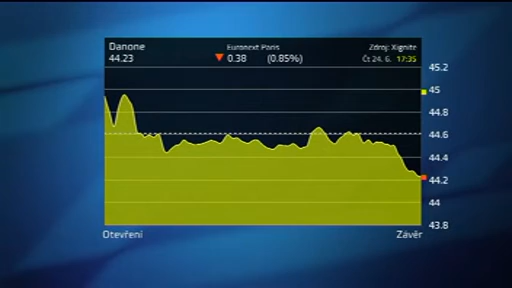 Danone Euronext Paris Zdroj: Xignite
44.23 0.38 (0.85%) Čt 24. 6. 17:35
45.2
45
44.8
44.6
44.4
44.2
44
43.8
Otevření Závěr